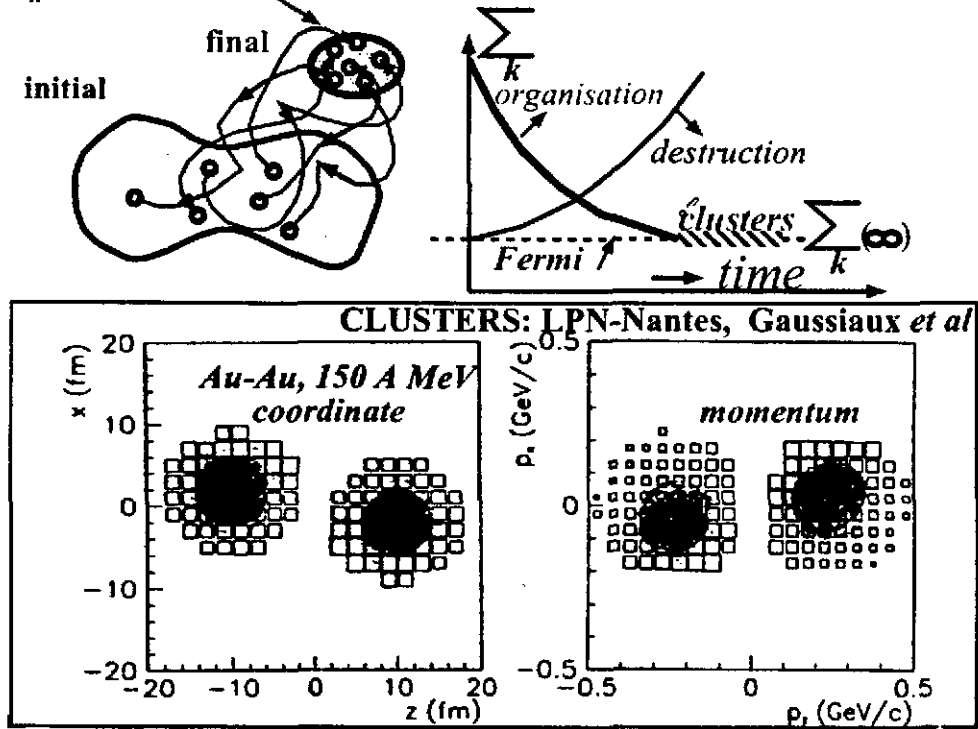 final
initial
∑
k
organisation
destruction
clusters
∑
k
(∞)
Fermi
time
CLUSTERS: LPN-Nantes, Gaussiaux et al
20
10
0
−10
−20
x (fm)
Au-Au, 150 A MeV
coordinate
−20
−10
0
10
20
z (fm)
0.5
0
−0.5
(GeV/c)
momentum
−0.5
0
0.5
(GeV/c)